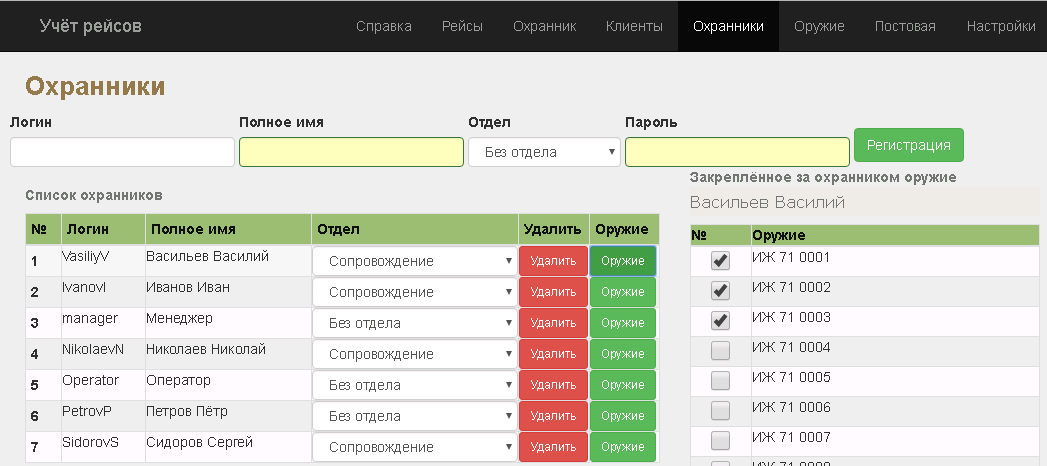 Учёт рейсов Справка Рейсы Охранник Клиенты Охранники Оружие Постовая Настройки
Охранники
Логин Полное имя Отдел Пароль
Без отдела Регистрация
Список охранников
№ Логин Полное имя Отдел Удалить Оружие
1 VasiliyV Васильев Василий Сопровождение Удалить Оружие
2 IvanovI Иванов Иван Сопровождение Удалить Оружие
3 manager Менеджер Без отдела Удалить Оружие
4 NikolaevN Николаев Николай Сопровождение Удалить Оружие
5 Operator Оператор Без отдела Удалить Оружие
6 PetrovP Петров Пётр Без отдела Удалить Оружие
7 SidorovS Сидоров Сергей Сопровождение Удалить Оружие
Закреплённое за охранником оружие
Васильев Василий
№ Оружие
ИЖ 71 0001
ИЖ 71 0002
ИЖ 71 0003
ИЖ 71 0004
ИЖ 71 0005
ИЖ 71 0006
ИЖ 71 0007